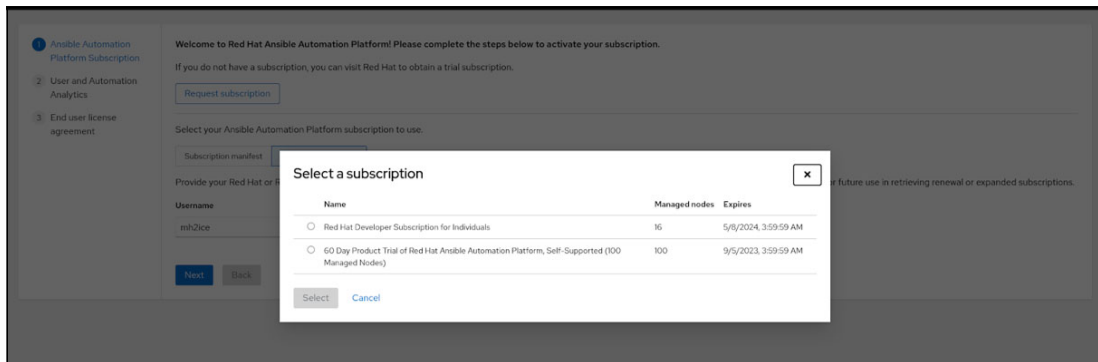 1 Ansible Automation
Platform Subscription
2 User and Automation
Analytics
3 End user license
agreement
Welcome to Red Hat Ansible Automation Platform! Please complete the steps below to activate your subscription.
If you do not have a subscription, you can visit Red Hat to obtain a trial subscription.
Request subscription
Select your Ansible Automation Platform subscription to use.
Subscription manifest
Provide your Red Hat or
or future use in retrieving renewal or expanded subscriptions.
Username
mh2ice
Next Back
Select a subscription
Name Managed nodes Expires
Red Hat Developer Subscription for Individuals 16 5/8/2024, 3:59:59 AM
60 Day Product Trial of Red Hat Ansible Automation Platform, Self-Supported (100 100 9/5/2023, 3:59:59 AM
Managed Nodes)
Select Cancel